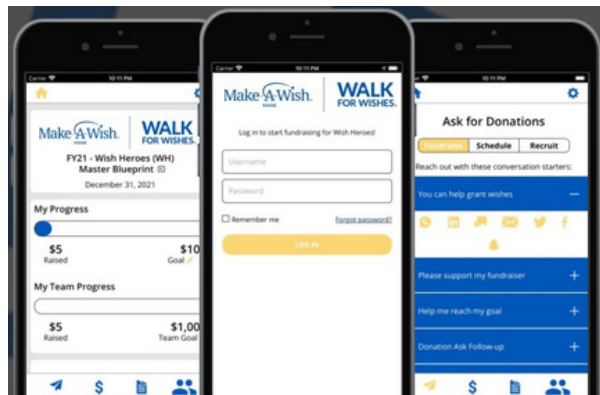 Carrier
10:11 PM
Make-A-Wish.
MAINE
WALK
FOR WISHES.
FY21 - Wish Heroes (WH)
Master Blueprint
December 31, 2021
My Progress
$5
Raised
$10
Goal
My Team Progress
$5
Raised
$1,00
Team Goal
$
Carrier
10:11 PM
Make-A-Wish.
MAINE
WALK
FOR WISHES.
Log in to start fundraising for Wish Heroes!
Username
Password
Remember me
Forgot password?
LOG IN
10:11 PM
Ask for Donations
Fundraise
Schedule
Recruit
Reach out with these conversation starters:
You can help grant wishes
Please support my fundraiser
Help me reach my goal
Donation Ask Follow-up
$